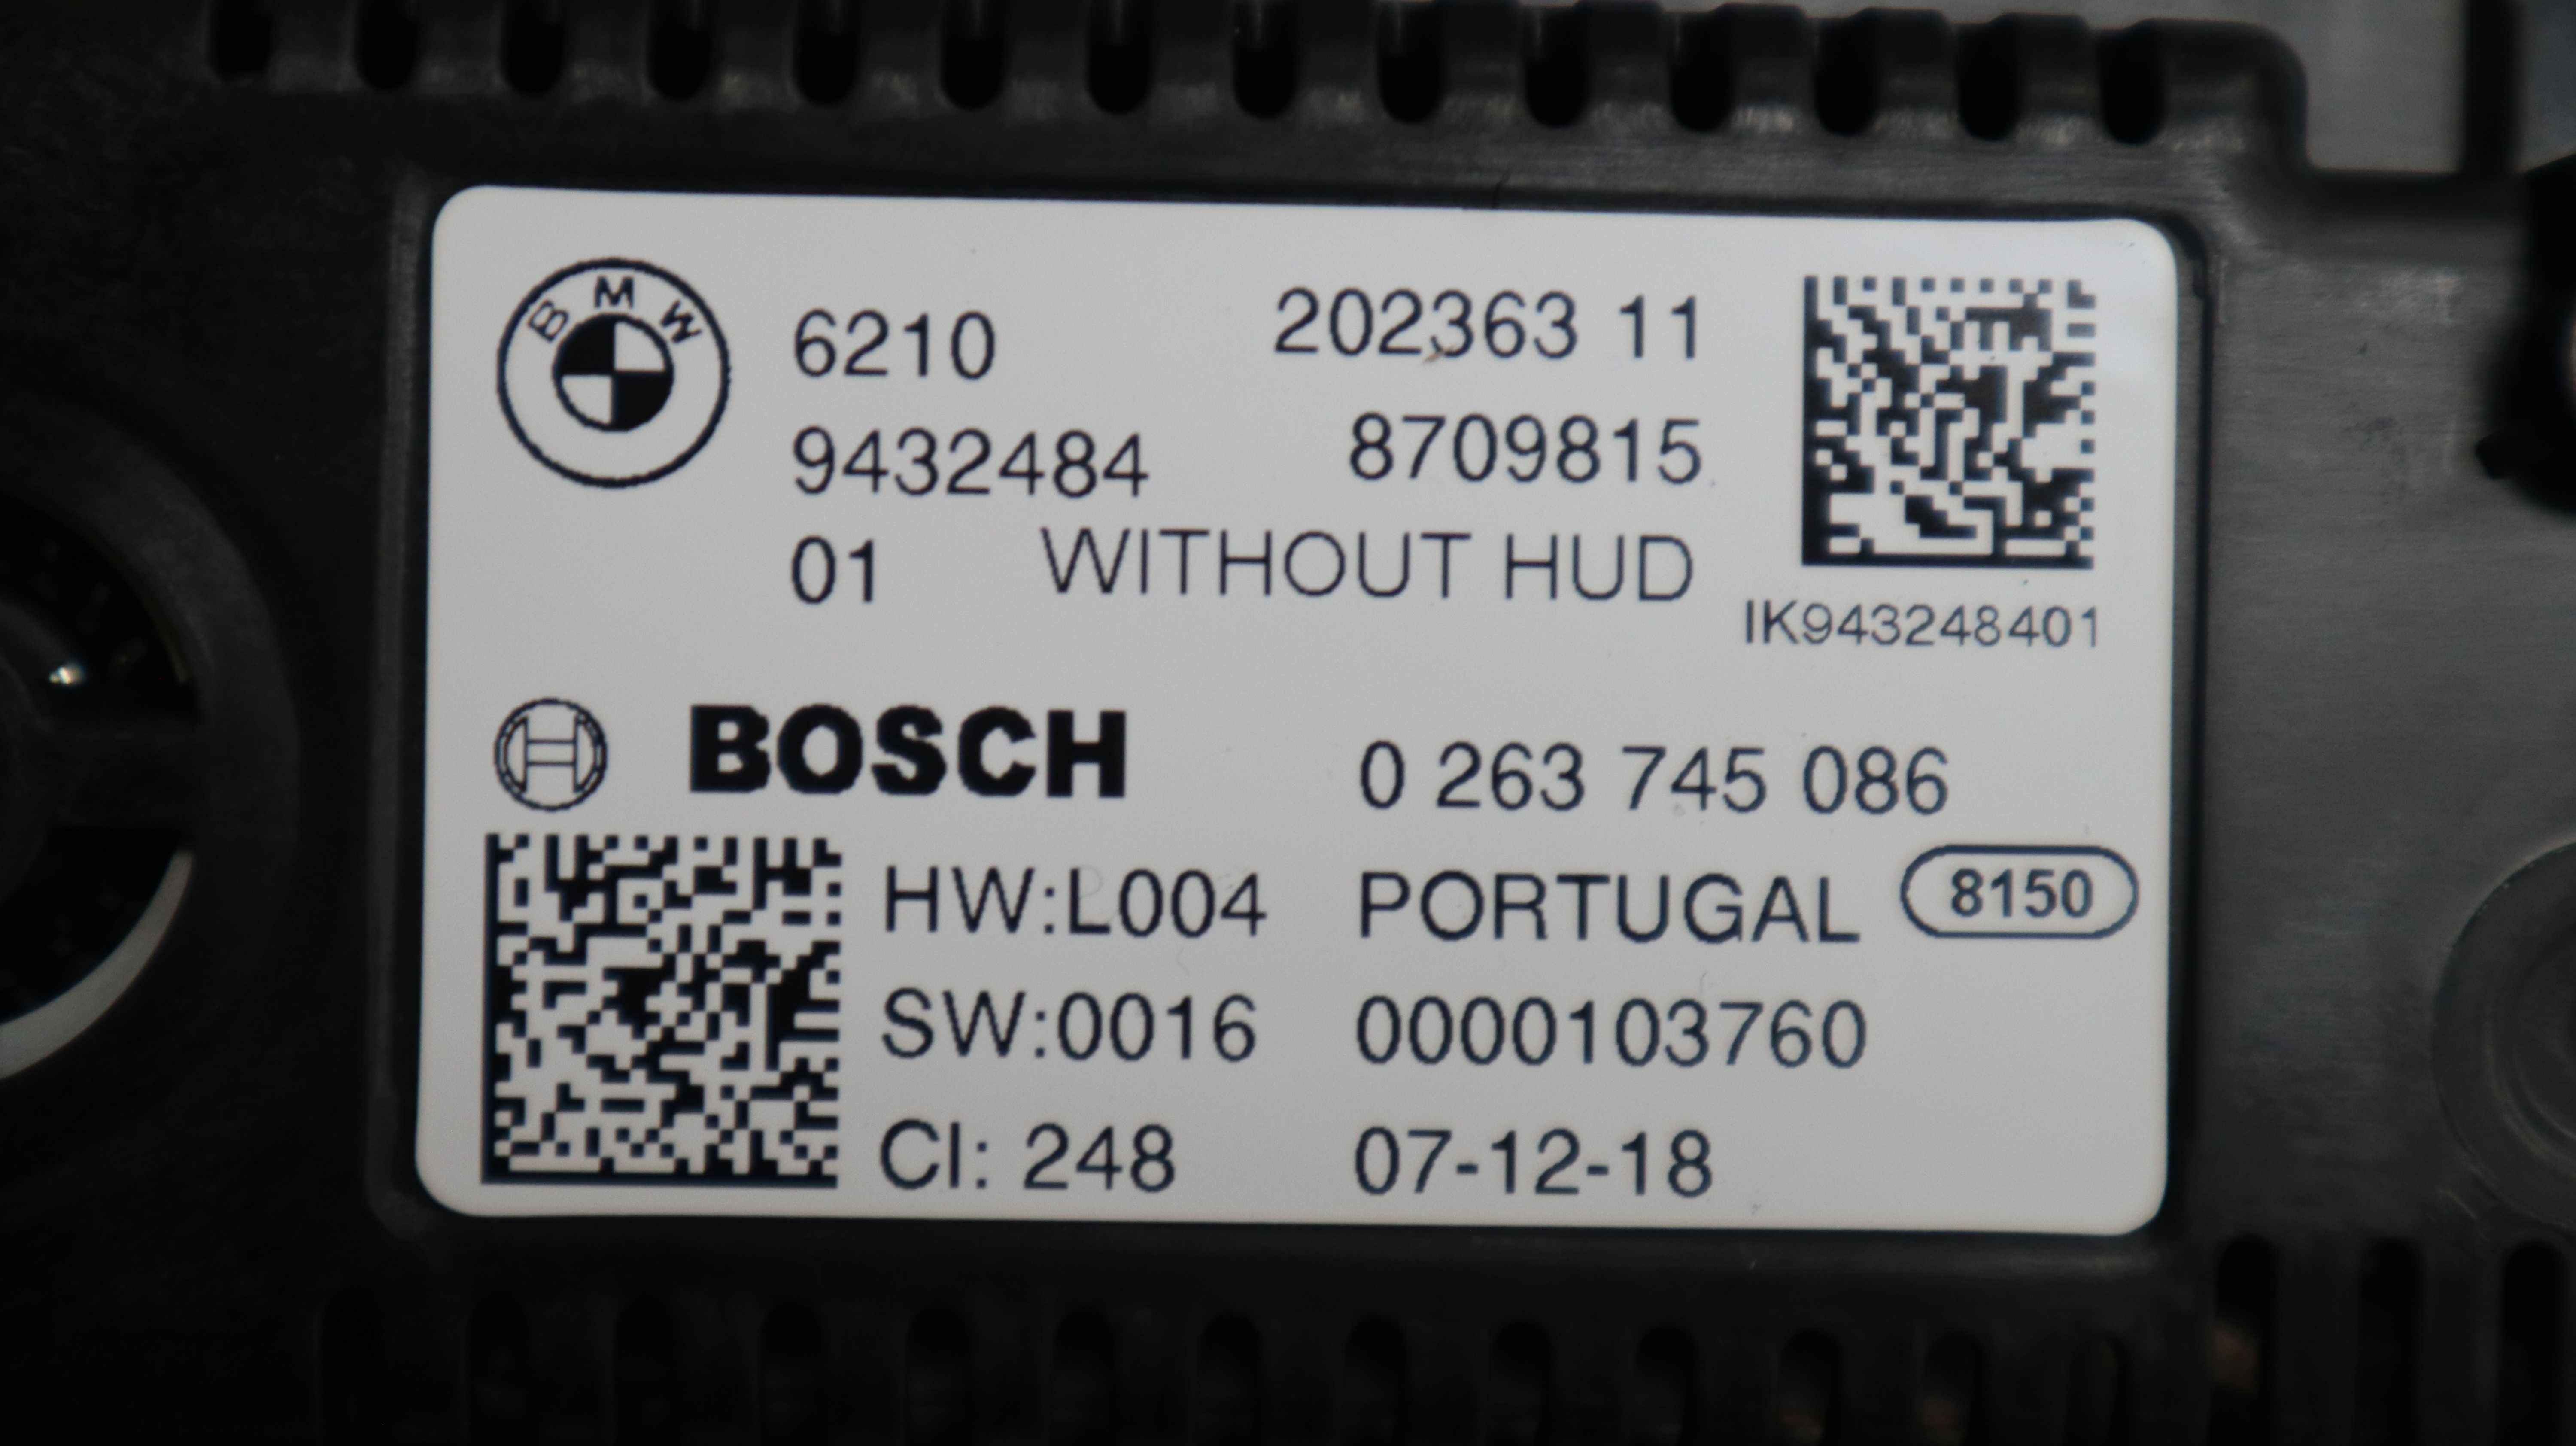 BMW
6210 202363 11
9432484 8709815
01 WITHOUT HUD
IK943248401
BOSCH 0 263 745 086
HW:L004 PORTUGAL 8150
SW:0016 0000103760
CI: 248 07-12-18